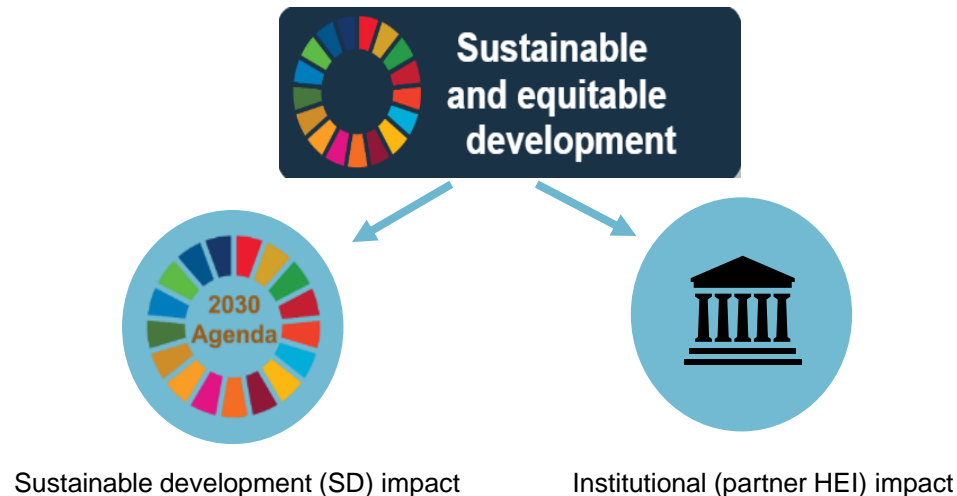 Sustainable
and equitable
development
2030
Agenda
Sustainable development (SD) impact
Institutional (partner HEI) impact